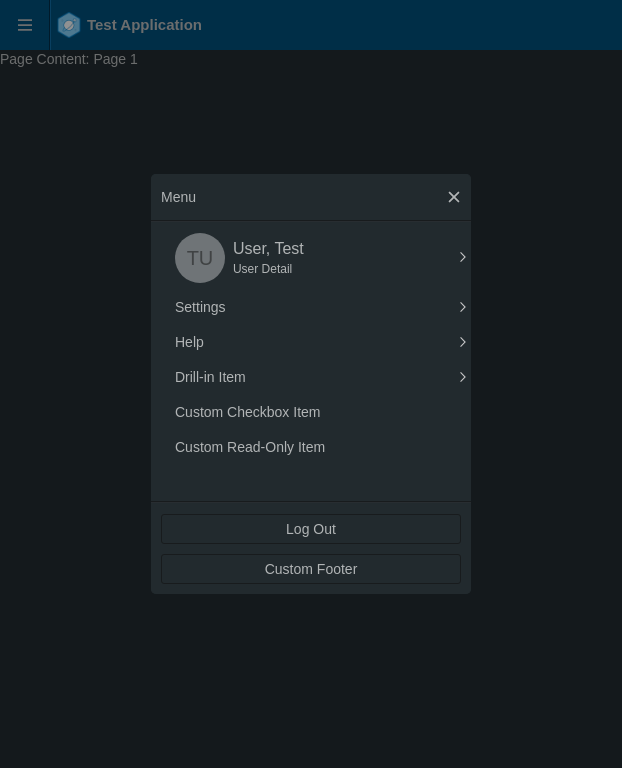 Test Application
Page Content: Page 1
Menu
TU
User, Test
User Detail
Settings
Help
Drill-in Item
Custom Checkbox Item
Custom Read-Only Item
Log Out
Custom Footer